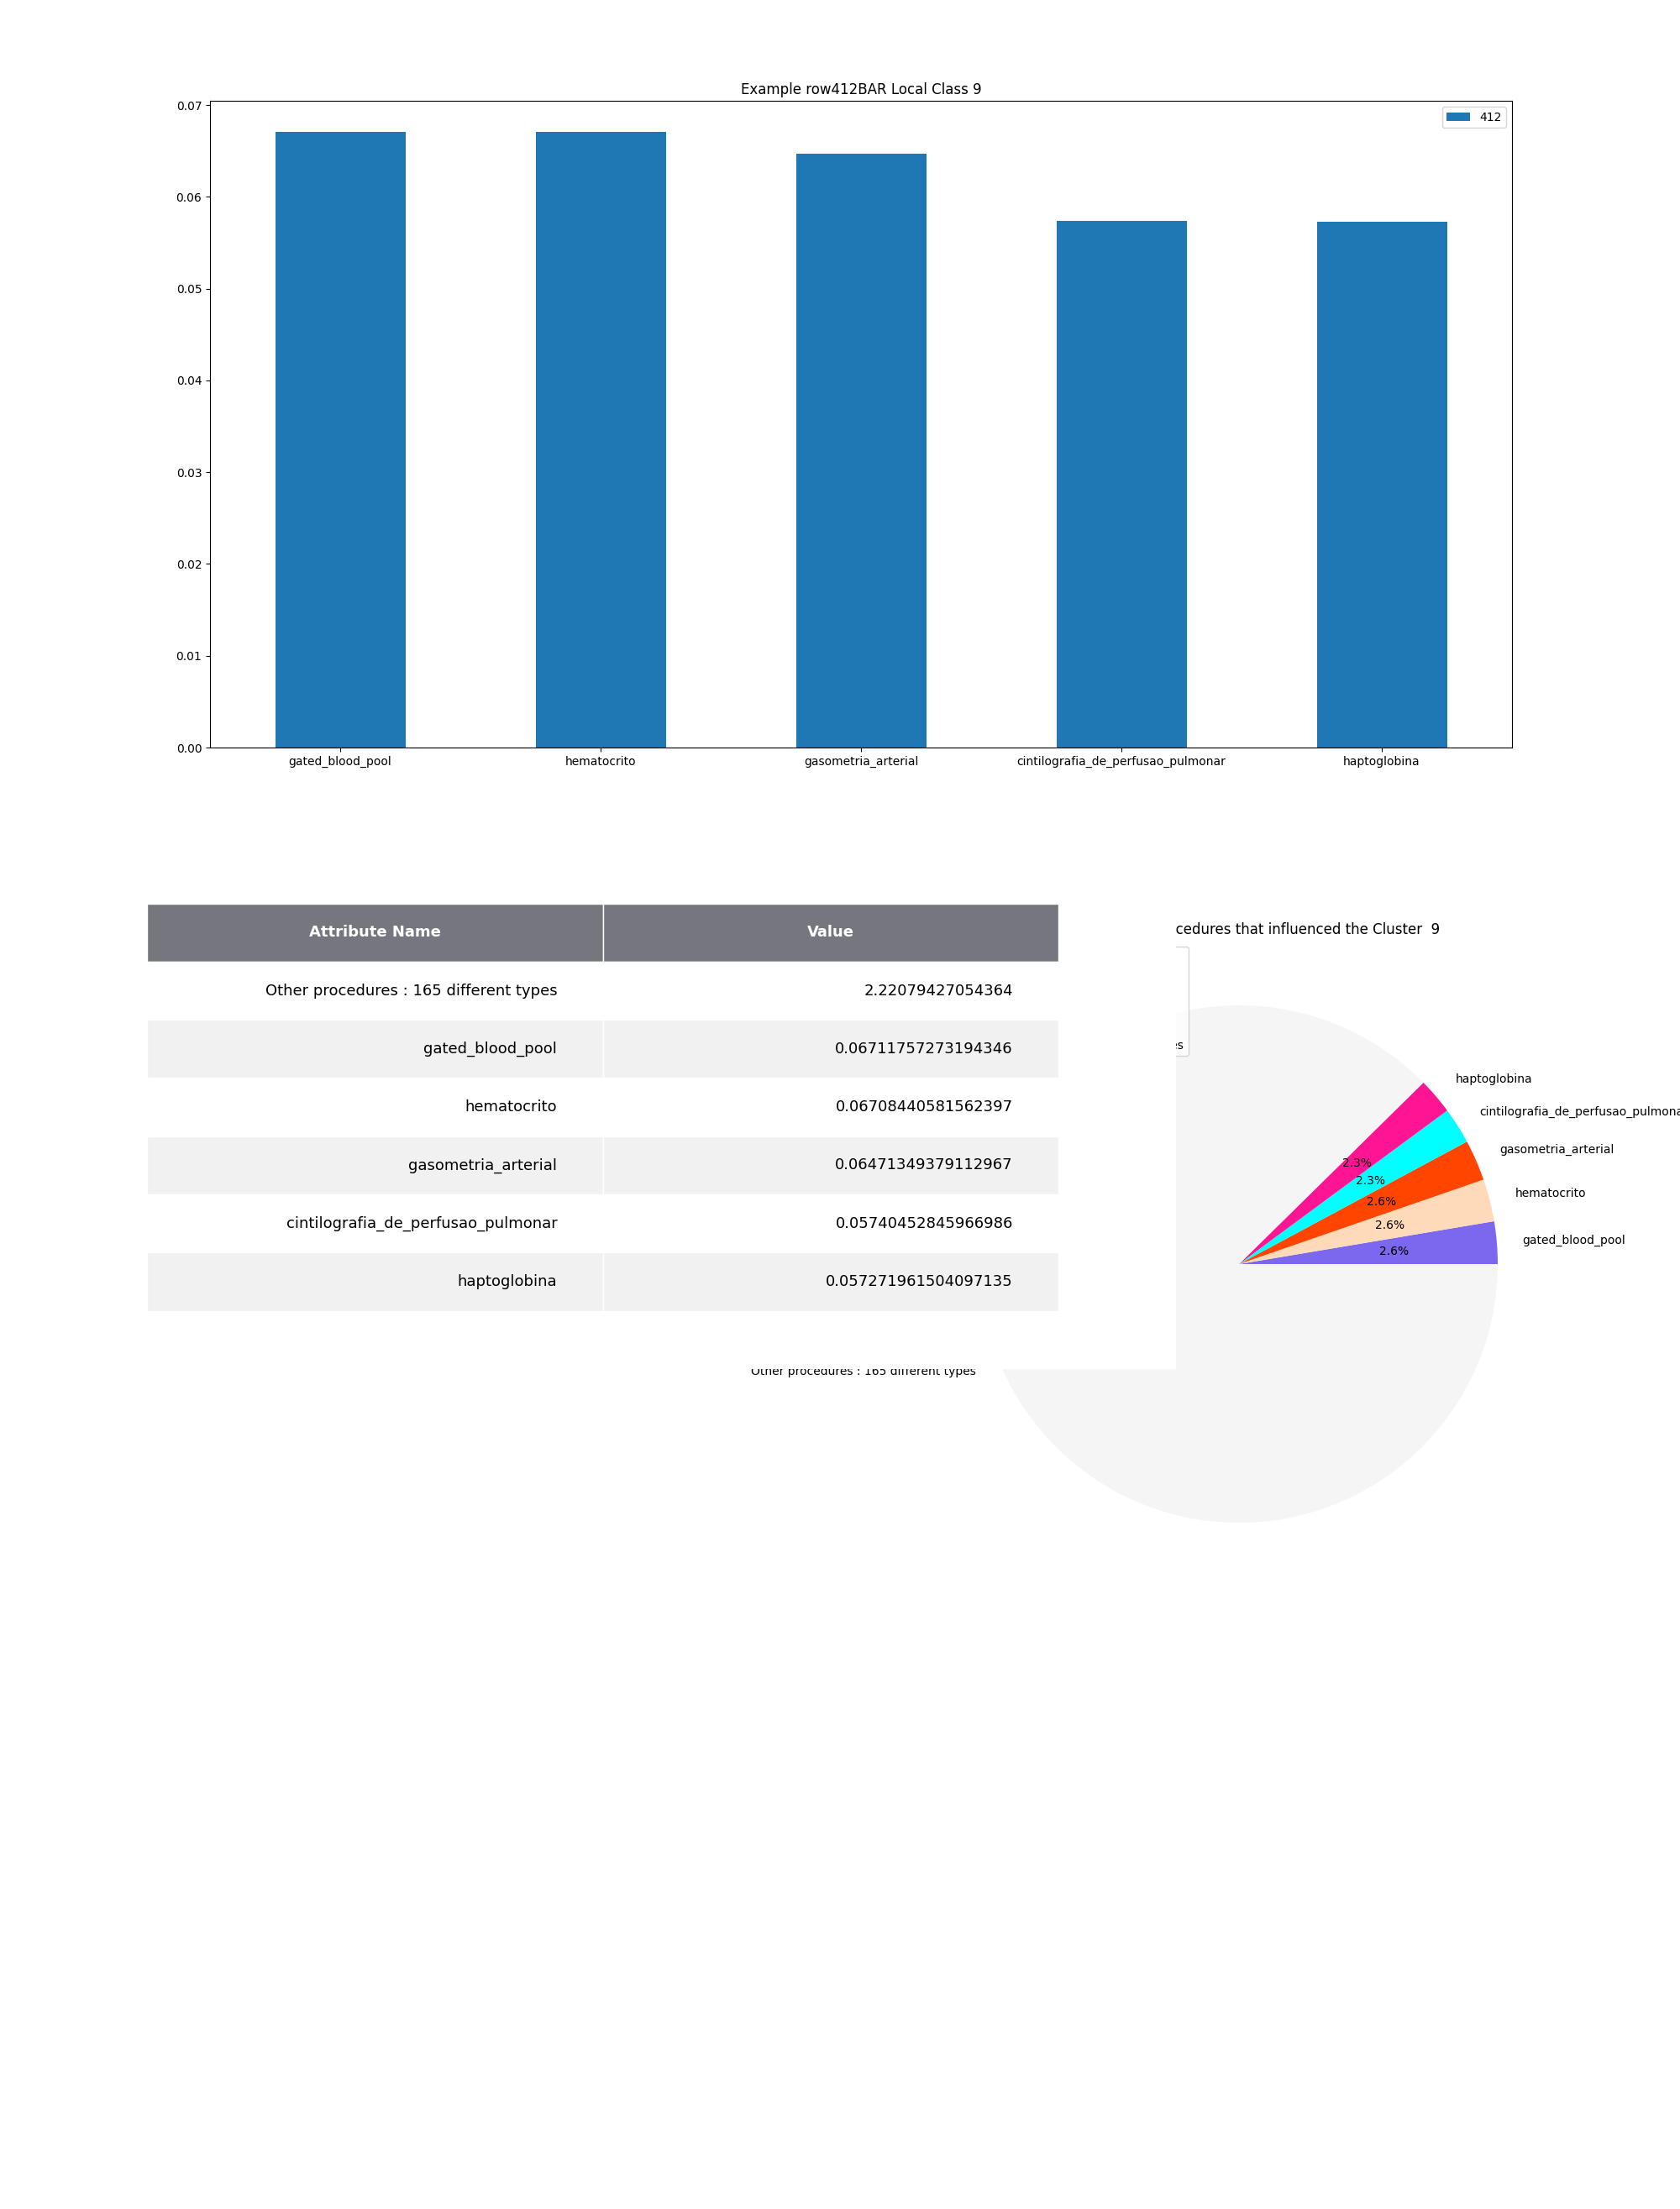 Example row412BAR Local Class 9
412
0.07
0.06
0.05
0.04
0.03
0.02
0.01
0.00
gated_blood_pool
hematocrito
gasometria_arterial
cintilografia_de_perfusao_pulmonar
haptoglobina
Attribute Name Value
Other procedures : 165 different types 2.22079427054364
gated_blood_pool 0.06711757273194346
hematocrito 0.06708440581562397
gasometria_arterial 0.06471349379112967
cintilografia_de_perfusao_pulmonar 0.05740452845966986
haptoglobina 0.057271961504097135
cedures that influenced the Cluster 9
es
haptoglobina
cintilografia_de_perfusao_pulmona
gasometria_arterial
hematocrito
gated_blood_pool
2.3%
2.3%
2.6%
2.6%
2.6%
Other procedures : 165 different types